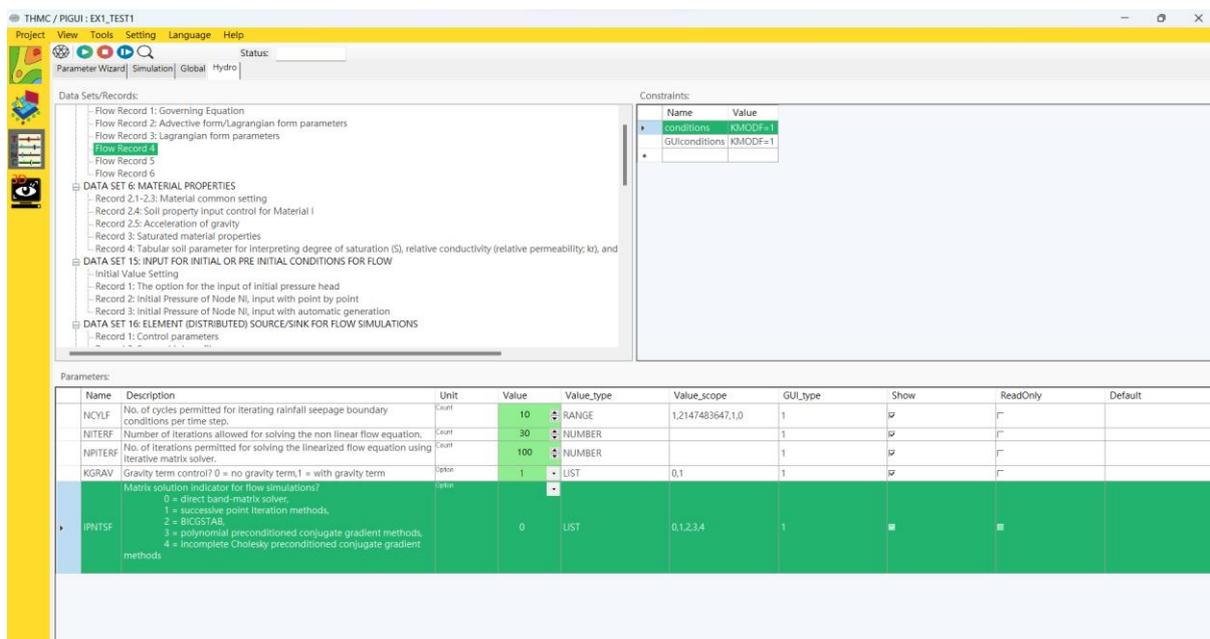 THMC / PIGUI : EX1_TEST1
Project View Tools Setting Language Help
Status:
Parameter Wizard Simulation Global Hydro
Data Sets/Records:
Flow Record 1: Governing Equation
Flow Record 2: Advective form/Lagrangian form parameters
Flow Record 3: Lagrangian form parameters
Flow Record 4
Flow Record 5
Flow Record 6
DATA SET 6: MATERIAL PROPERTIES
Record 2.1-2.3: Material common setting
Record 2.4: Soil property input control for Material I
Record 2.5: Acceleration of gravity
Record 3: Saturated material properties
Record 4: Tabular soil parameter for interpreting degree of saturation (S), relative conductivity (relative permeability; kr), and
DATA SET 15: INPUT FOR INITIAL OR PRE INITIAL CONDITIONS FOR FLOW
Initial Value Setting
Record 1: The option for the input of initial pressure head
Record 2: Initial Pressure of Node NI, input with point by point
Record 3: Initial Pressure of Node NI, input with automatic generation
DATA SET 16: ELEMENT (DISTRIBUTED) SOURCE/SINK FOR FLOW SIMULATIONS
Record 1: Control parameters
Constraints:
Name Value
conditions KMODF=1
GUIconditions KMODF=1
Parameters:
Name Description Unit Value Value_type Value_scope GUI_type Show ReadOnly Default
NCYLF No. of cycles permitted for iterating rainfall seepage boundary conditions per time step. Count 10 RANGE 1,2147483647,1,0 1
NITERF Number of iterations allowed for solving the non linear flow equation. Count 30 NUMBER 1
NPITERF No. of iterations permitted for solving the linearized flow equation using iterative matrix solver. Count 100 NUMBER 1
KGRAV Gravity term control? 0 = no gravity term,1 = with gravity term Option 1 LIST 0,1 1
IPNTSF Matrix solution indicator for flow simulations? Option 0 LIST 0,1,2,3,4 1
0 = direct band-matrix solver,
1 = successive point iteration methods,
2 = BICGSTAB,
3 = polynomial preconditioned conjugate gradient methods,
4 = incomplete Cholesky preconditioned conjugate gradient
methods